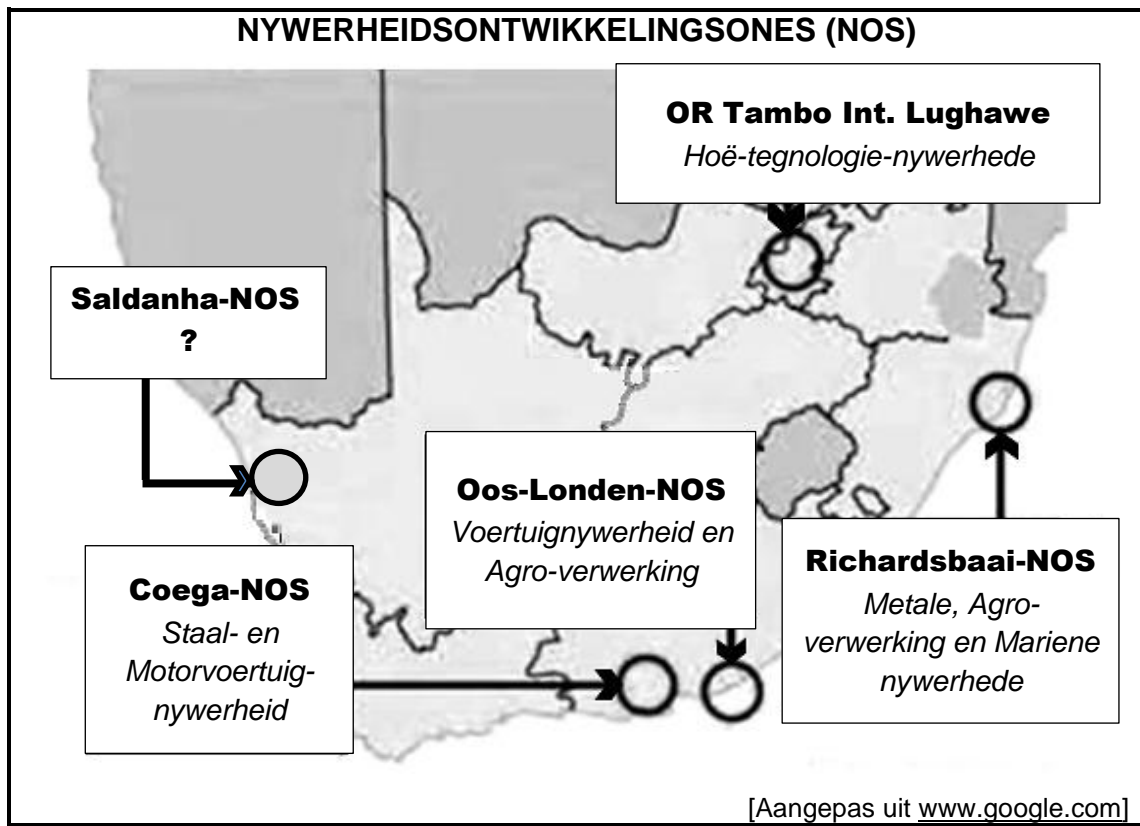 NYWERHEIDSONTWIKKELINGSONES (NOS)
OR Tambo Int. Lughawe
Hoë-tegnologie-nywerhede
Saldanha-NOS
?
Oos-Londen-NOS
Voertuignywerheid en
Agro-verwerking
Richardsbaai-NOS
Metale, Agro-
verwerking en Mariene
nywerhede
Coega-NOS
Staal- en
Motorvoertuig-
nywerheid
[Aangepas uit www.google.com]